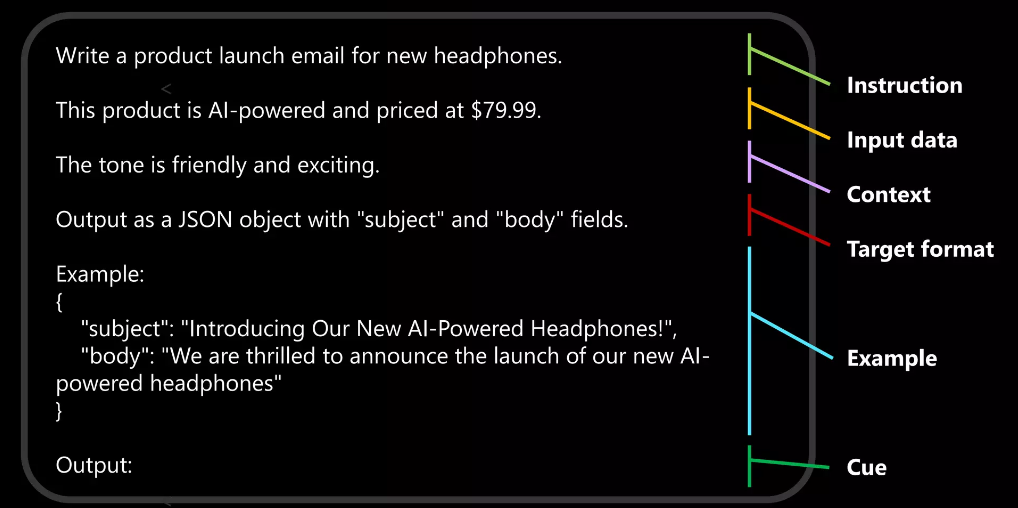 Write a product launch email for new headphones.
Instruction
This product is AI-powered and priced at $79.99.
Input data
The tone is friendly and exciting.
Context
Output as a JSON object with "subject" and "body" fields.
Target format
Example:
{
"subject": "Introducing Our New AI-Powered Headphones!",
"body": "We are thrilled to announce the launch of our new AI-
powered headphones"
}
Example
Output:
Cue